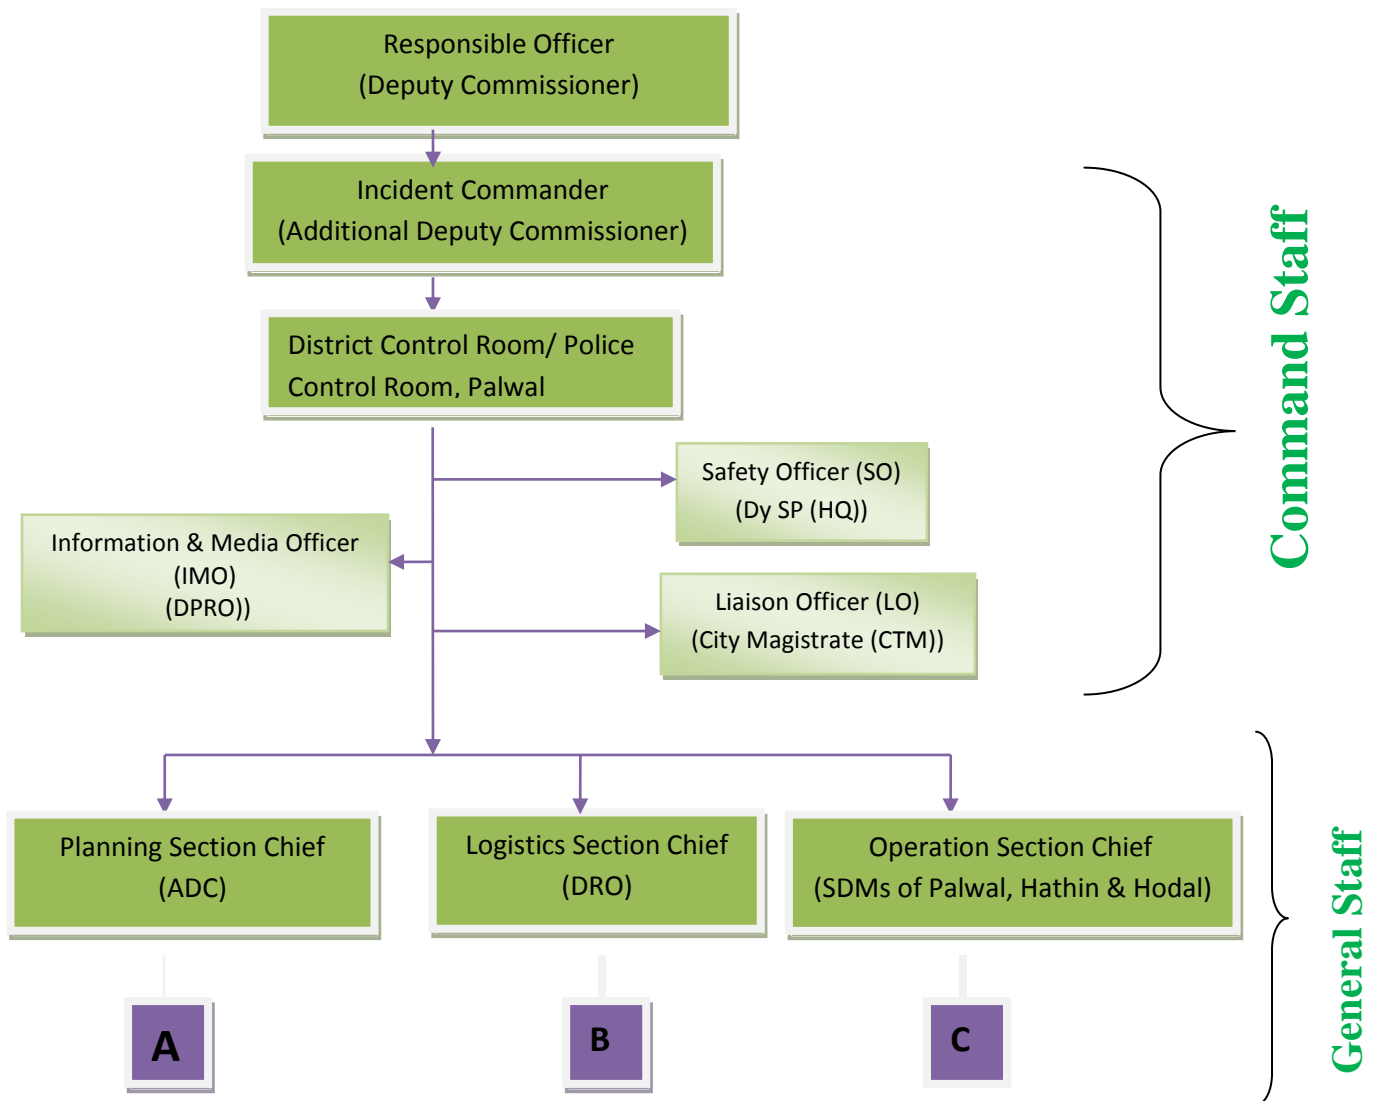 Responsible Officer
(Deputy Commissioner)
Incident Commander
(Additional Deputy Commissioner)
District Control Room/ Police
Control Room, Palwal
Safety Officer (SO)
(Dy SP (HQ))
Information & Media Officer
(IMO)
(DPRO))
Liaison Officer (LO)
(City Magistrate (CTM))
Command Staff
Planning Section Chief
(ADC)
Logistics Section Chief
(DRO)
Operation Section Chief
(SDMs of Palwal, Hathin & Hodal)
A
B
C
General Staff